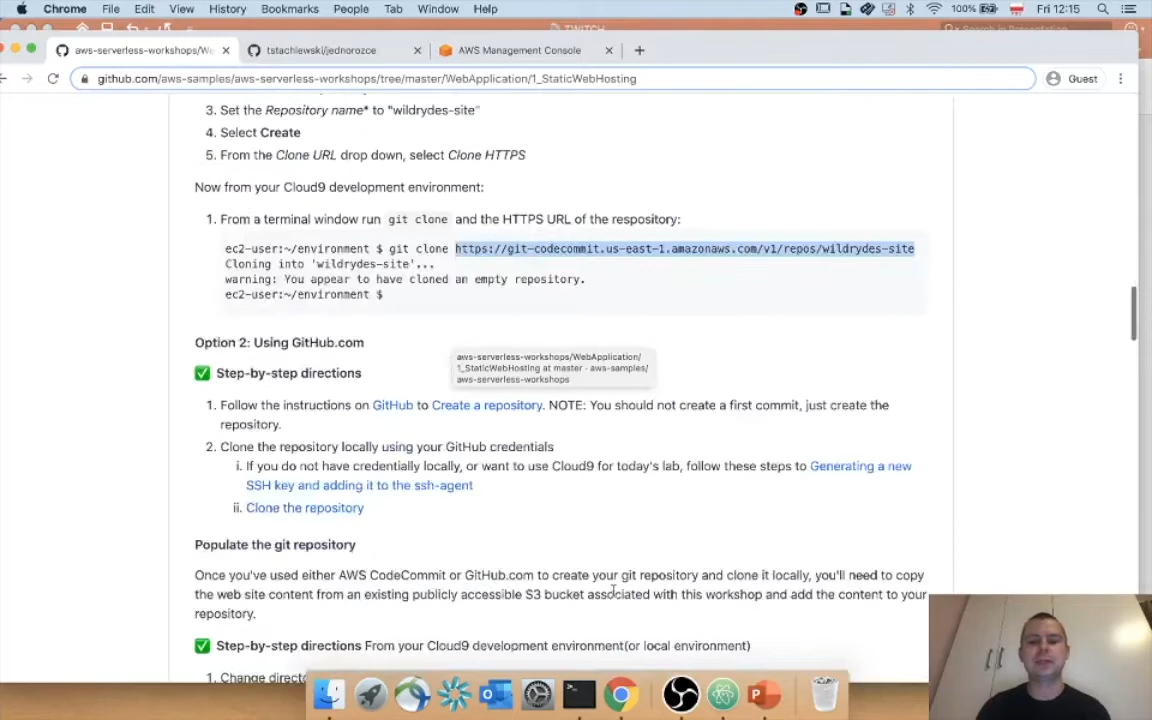 Chrome File Edit View History Bookmarks People Tab Window Help 100% Fri 12:15
TWITCH
aws-serverless-workshops/We
tstachlewski/jednorozce
AWS Management Console
github.com/aws-samples/aws-serverless-workshops/tree/master/WebApplication/1_StaticWebHosting
Guest
3. Set the Repository name* to "wildrydes-site"
4. Select Create
5. From the Clone URL drop down, select Clone HTTPS
Now from your Cloud9 development environment:
1. From a terminal window run git clone and the HTTPS URL of the respository:
ec2-user:~/environment $ git clone https://git-codecommit.us-east-1.amazonaws.com/v1/repos/wildrydes-site
Cloning into 'wildrydes-site'...
warning: You appear to have cloned an empty repository.
ec2-user:~/environment $
Option 2: Using GitHub.com
aws-serverless-workshops/WebApplication/
1_StaticWebHosting at master · aws-samples/
aws-serverless-workshops
Step-by-step directions
1. Follow the instructions on GitHub to Create a repository. NOTE: You should not create a first commit, just create the
repository.
2. Clone the repository locally using your GitHub credentials
i. If you do not have credentially locally, or want to use Cloud9 for today's lab, follow these steps to Generating a new
SSH key and adding it to the ssh-agent
ii. Clone the repository
Populate the git repository
Once you've used either AWS CodeCommit or GitHub.com to create your git repository and clone it locally, you'll need to copy
the web site content from an existing publicly accessible S3 bucket associated with this workshop and add the content to your
repository.
Step-by-step directions From your Cloud9 development environment(or local environment)
1. Change direc